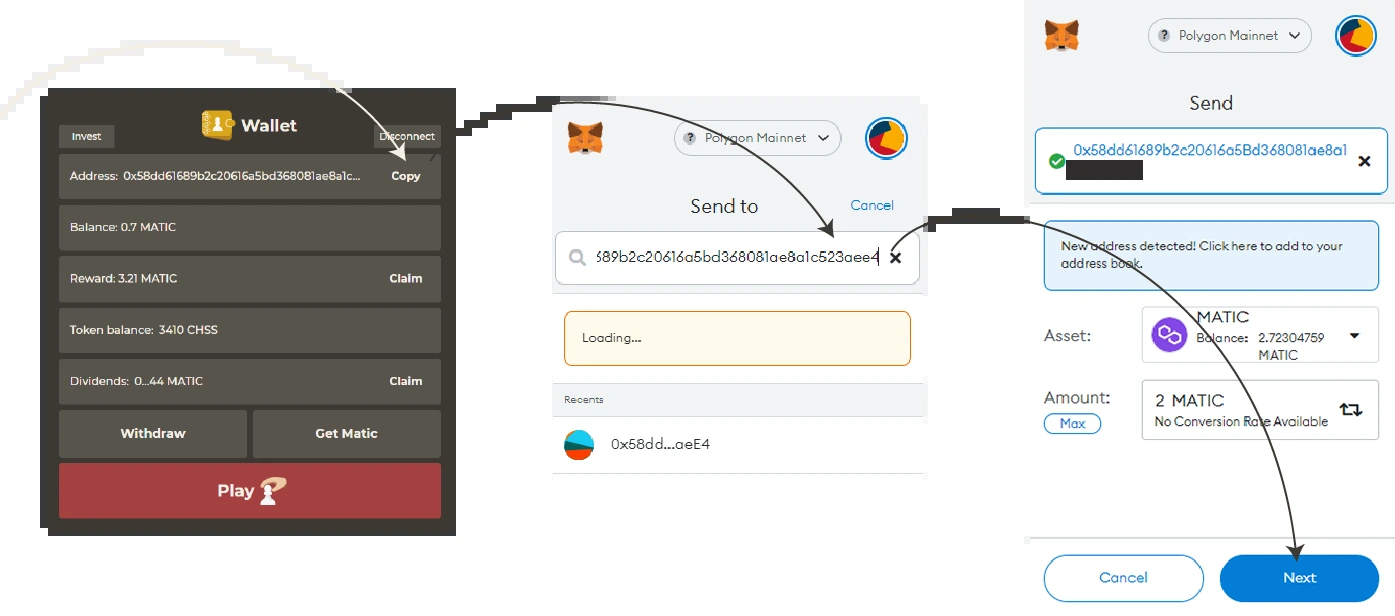 Wallet
Invest
Disconnect
Address: 0x58dd61689b2c20616a5bd368081ae8a1c...
Copy
Balance: 0.7 MATIC
Reward: 3.21 MATIC
Claim
Token balance: 3410 CHSS
Dividends: 0...44 MATIC
Claim
Withdraw
Get Matic
Play
? Polygon Mainnet
Send to
Cancel
689b2c20616a5bd368081ae8a1c523aee4
Loading...
Recents
0x58dd...aeE4
? Polygon Mainnet
Send
0x58dd61689b2c20616a5Bd368081ae8a1
New address detected! Click here to add to your
address book.
Asset:
MATIC
Balance: 2.72304759
MATIC
Amount:
Max
2 MATIC
No Conversion Rate Available
Cancel
Next